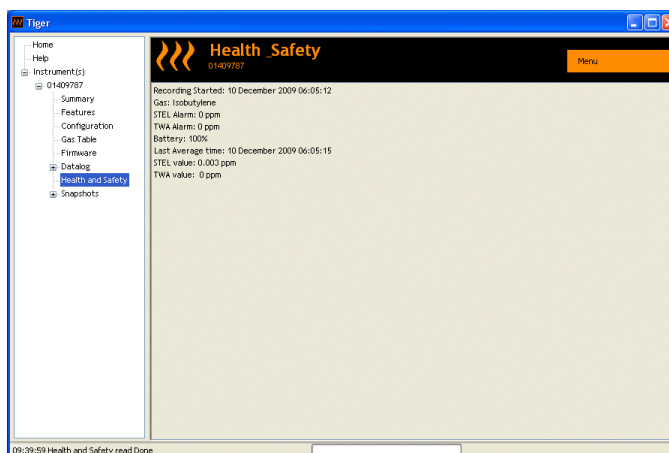 Tiger
Home
Help
Instrument(s)
01409787
Summary
Features
Configuration
Gas Table
Firmware
Datalog
Health and Safety
Snapshots
Health _Safety
01409787
Menu
Recording Started: 10 December 2009 06:05:12
Gas: Isobutylene
STEL Alarm: 0 ppm
TWA Alarm: 0 ppm
Battery: 100%
Last Average time: 10 December 2009 06:05:15
STEL value: 0.003 ppm
TWA value: 0 ppm
09:39:59 Health and Safety read Done